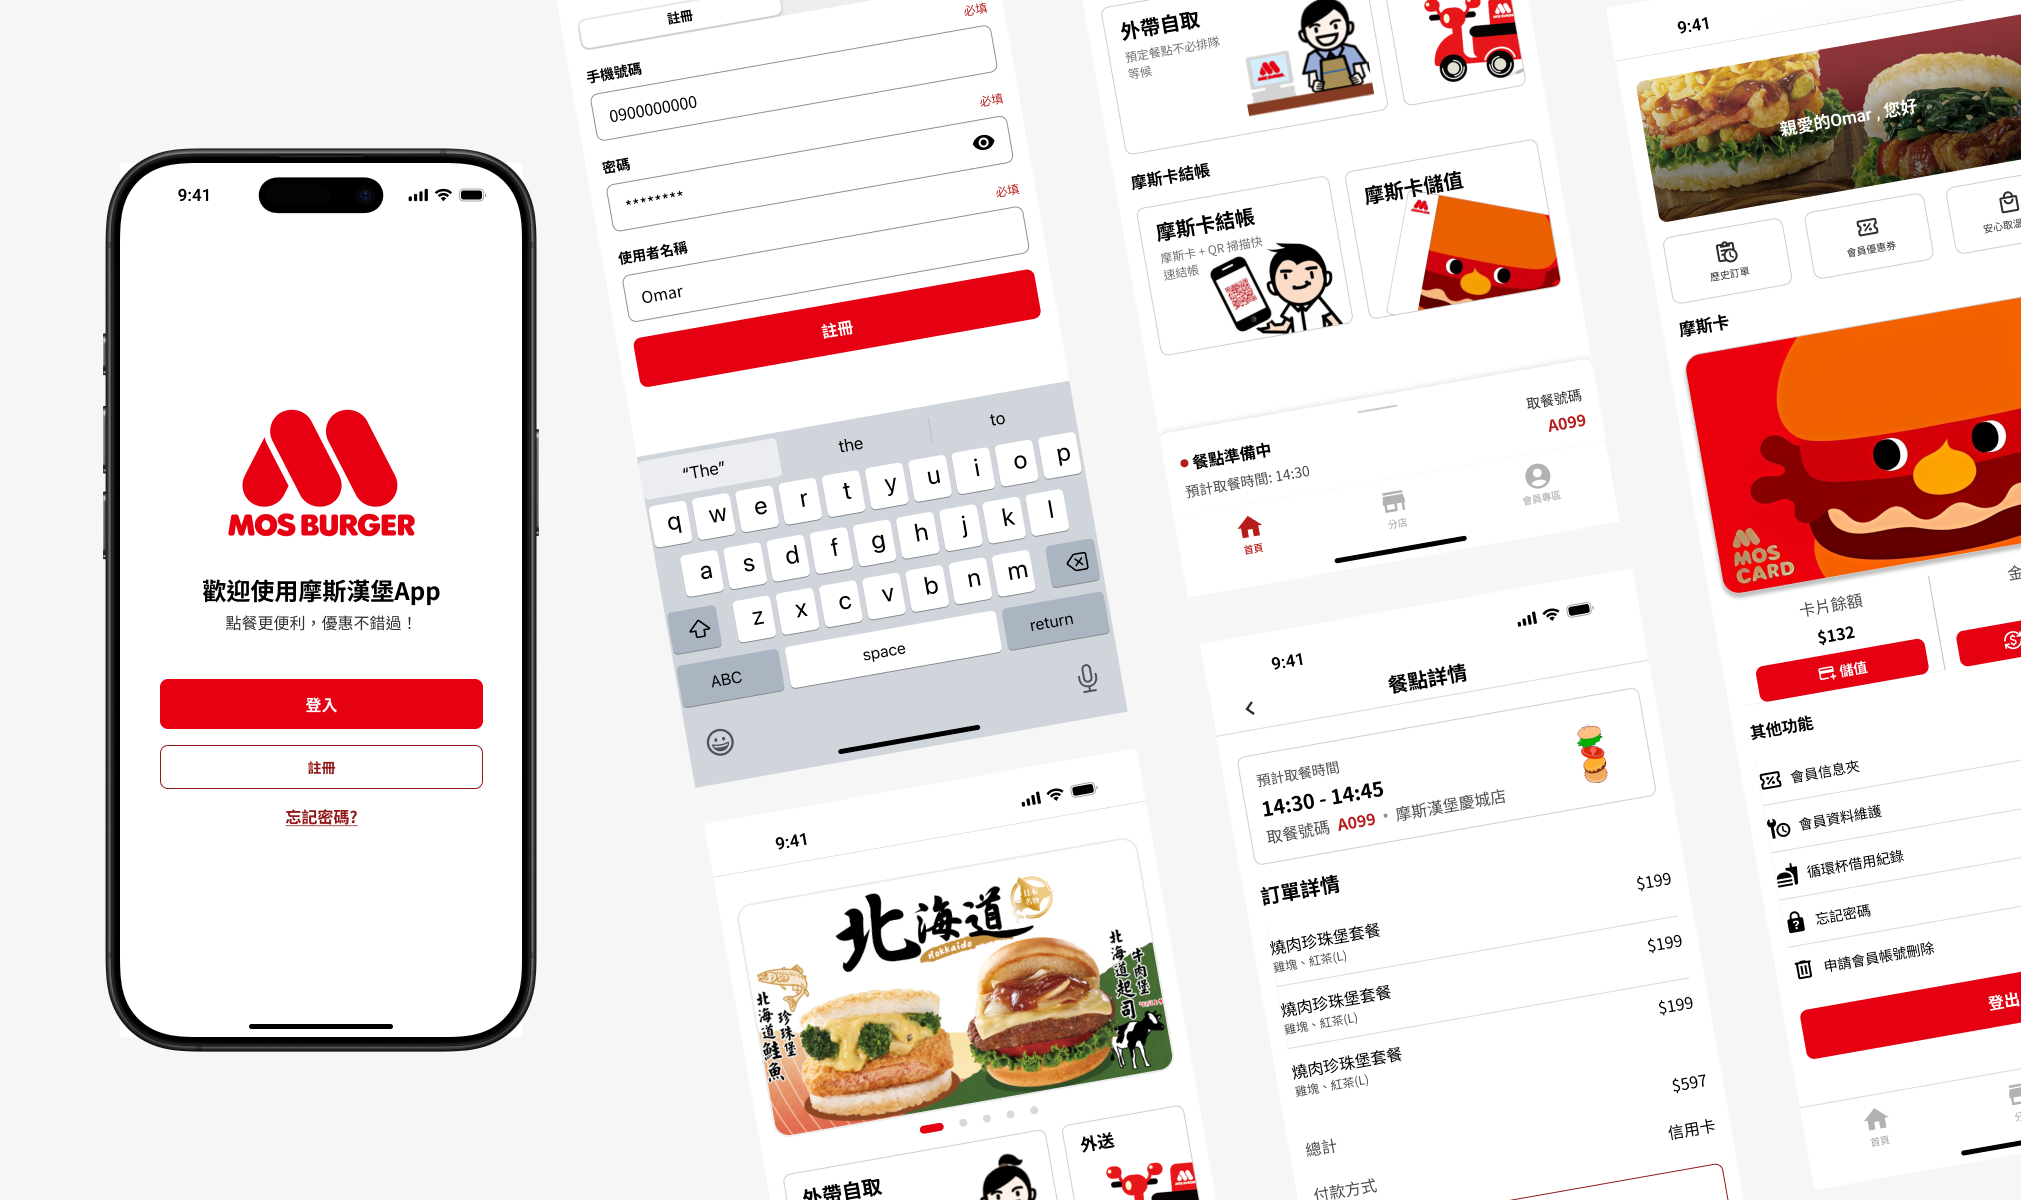 9:41
MOS BURGER
歡迎使用摩斯漢堡App
點餐更便利，優惠不錯過！
登入
註冊
忘記密碼?
註冊
必填
手機號碼
0900000000
必填
密碼
********
必填
使用者名稱
Omar
註冊
“The”
the
to
q w e r t y u i o p
a s d f g h j k l
z x c v b n m
ABC
space
return
9:41
北海道
Hokkaido
日本
名物
北海道鮭魚
珍珠堡
北海道起司
牛肉堡
外帶自取
外送
外帶自取
預定餐點不必排隊
等候
摩斯卡結帳
摩斯卡結帳
摩斯卡 + QR 掃描快
速結帳
摩斯卡儲值
餐點準備中
預計取餐時間: 14:30
取餐號碼
A099
首頁
分店
會員專區
9:41
餐點詳情
預計取餐時間
14:30 - 14:45
取餐號碼 A099 • 摩斯漢堡慶城店
訂單詳情
燒肉珍珠堡套餐
$199
雞塊、紅茶(L)
燒肉珍珠堡套餐
$199
雞塊、紅茶(L)
燒肉珍珠堡套餐
$199
雞塊、紅茶(L)
總計
$597
付款方式
信用卡
9:41
親愛的Omar , 您好
歷史訂單
會員優惠券
安心取溫
摩斯卡
MOS
CARD
卡片餘額
$132
儲值
金
其他功能
會員信息夾
會員資料維護
循環杯借用紀錄
忘記密碼
申請會員帳號刪除
登出
首頁
分